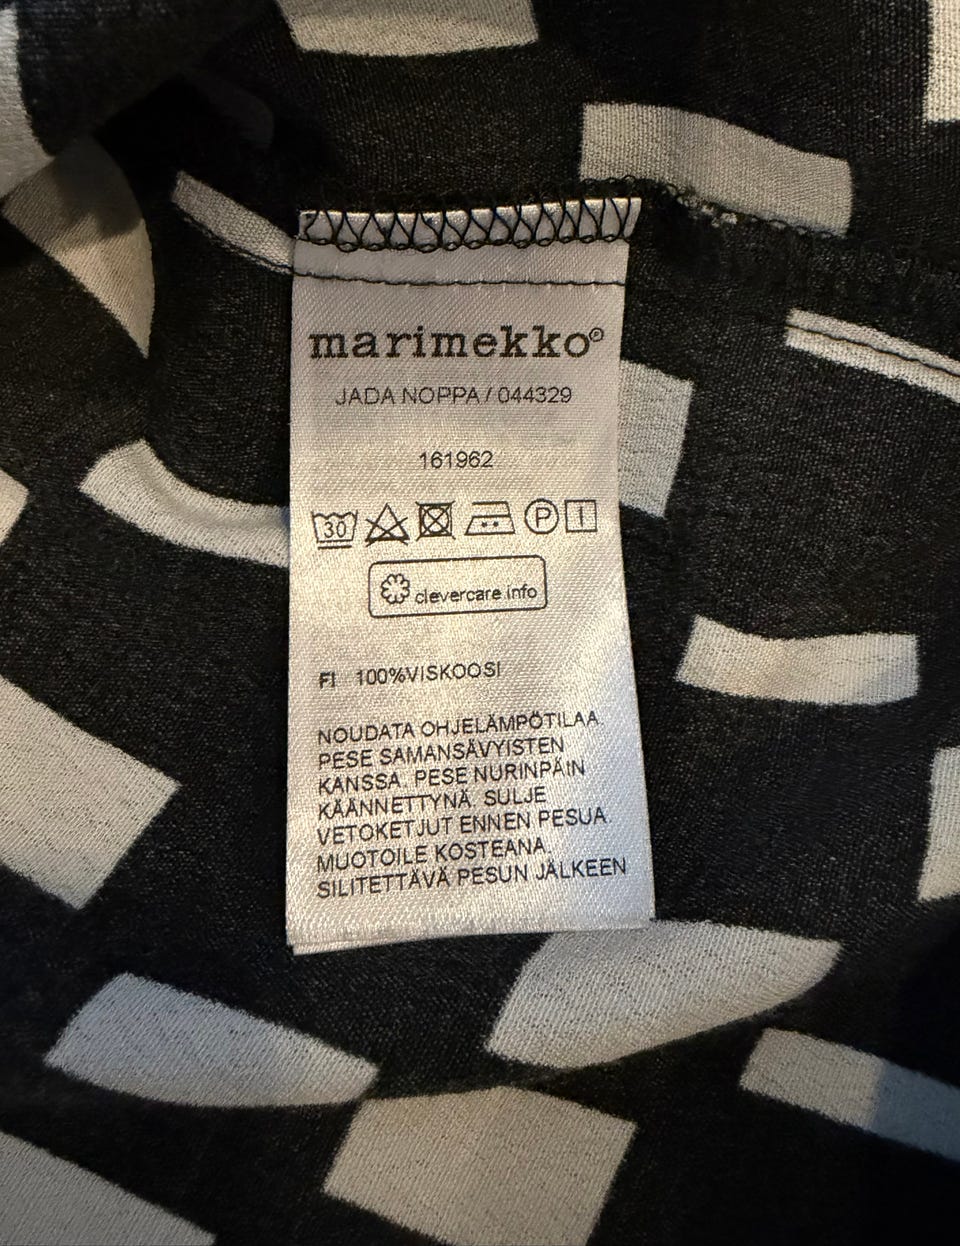 marimekko®
JADA NOPPA / 044329
161962
30 P
clevercare.info
FI 100%VISKOOSI
NOUDATA OHJELÄMPÖTILAA.
PESE SAMANSÄVYISTEN
KANSSA. PESE NURINPÄIN
KÄÄNNETTYNÄ. SULJE
VETOKETJUT ENNEN PESUA.
MUOTOILE KOSTEANA.
SILITETTÄVÄ PESUN JÄLKEEN